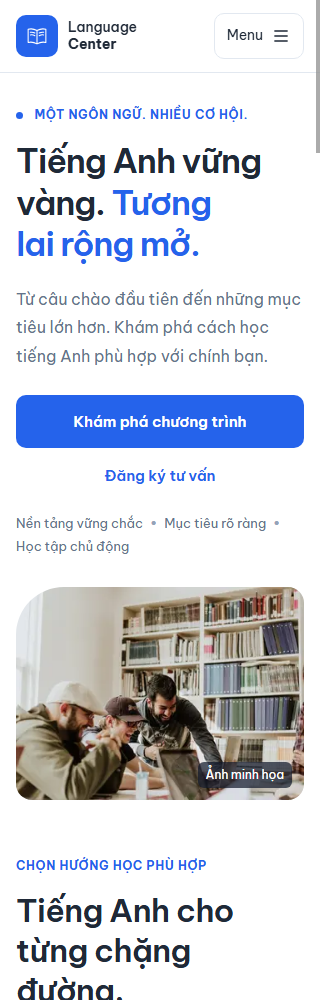 Language
Center
Menu
MỘT NGÔN NGỮ. NHIỀU CƠ HỘI.
Tiếng Anh vững
vàng. Tương
lai rộng mở.
Từ câu chào đầu tiên đến những mục
tiêu lớn hơn. Khám phá cách học
tiếng Anh phù hợp với chính bạn.
Khám phá chương trình
Đăng ký tư vấn
Nền tảng vững chắc • Mục tiêu rõ ràng •
Học tập chủ động
Ảnh minh họa
CHỌN HƯỚNG HỌC PHÙ HỢP
Tiếng Anh cho
từng chặng
đường.